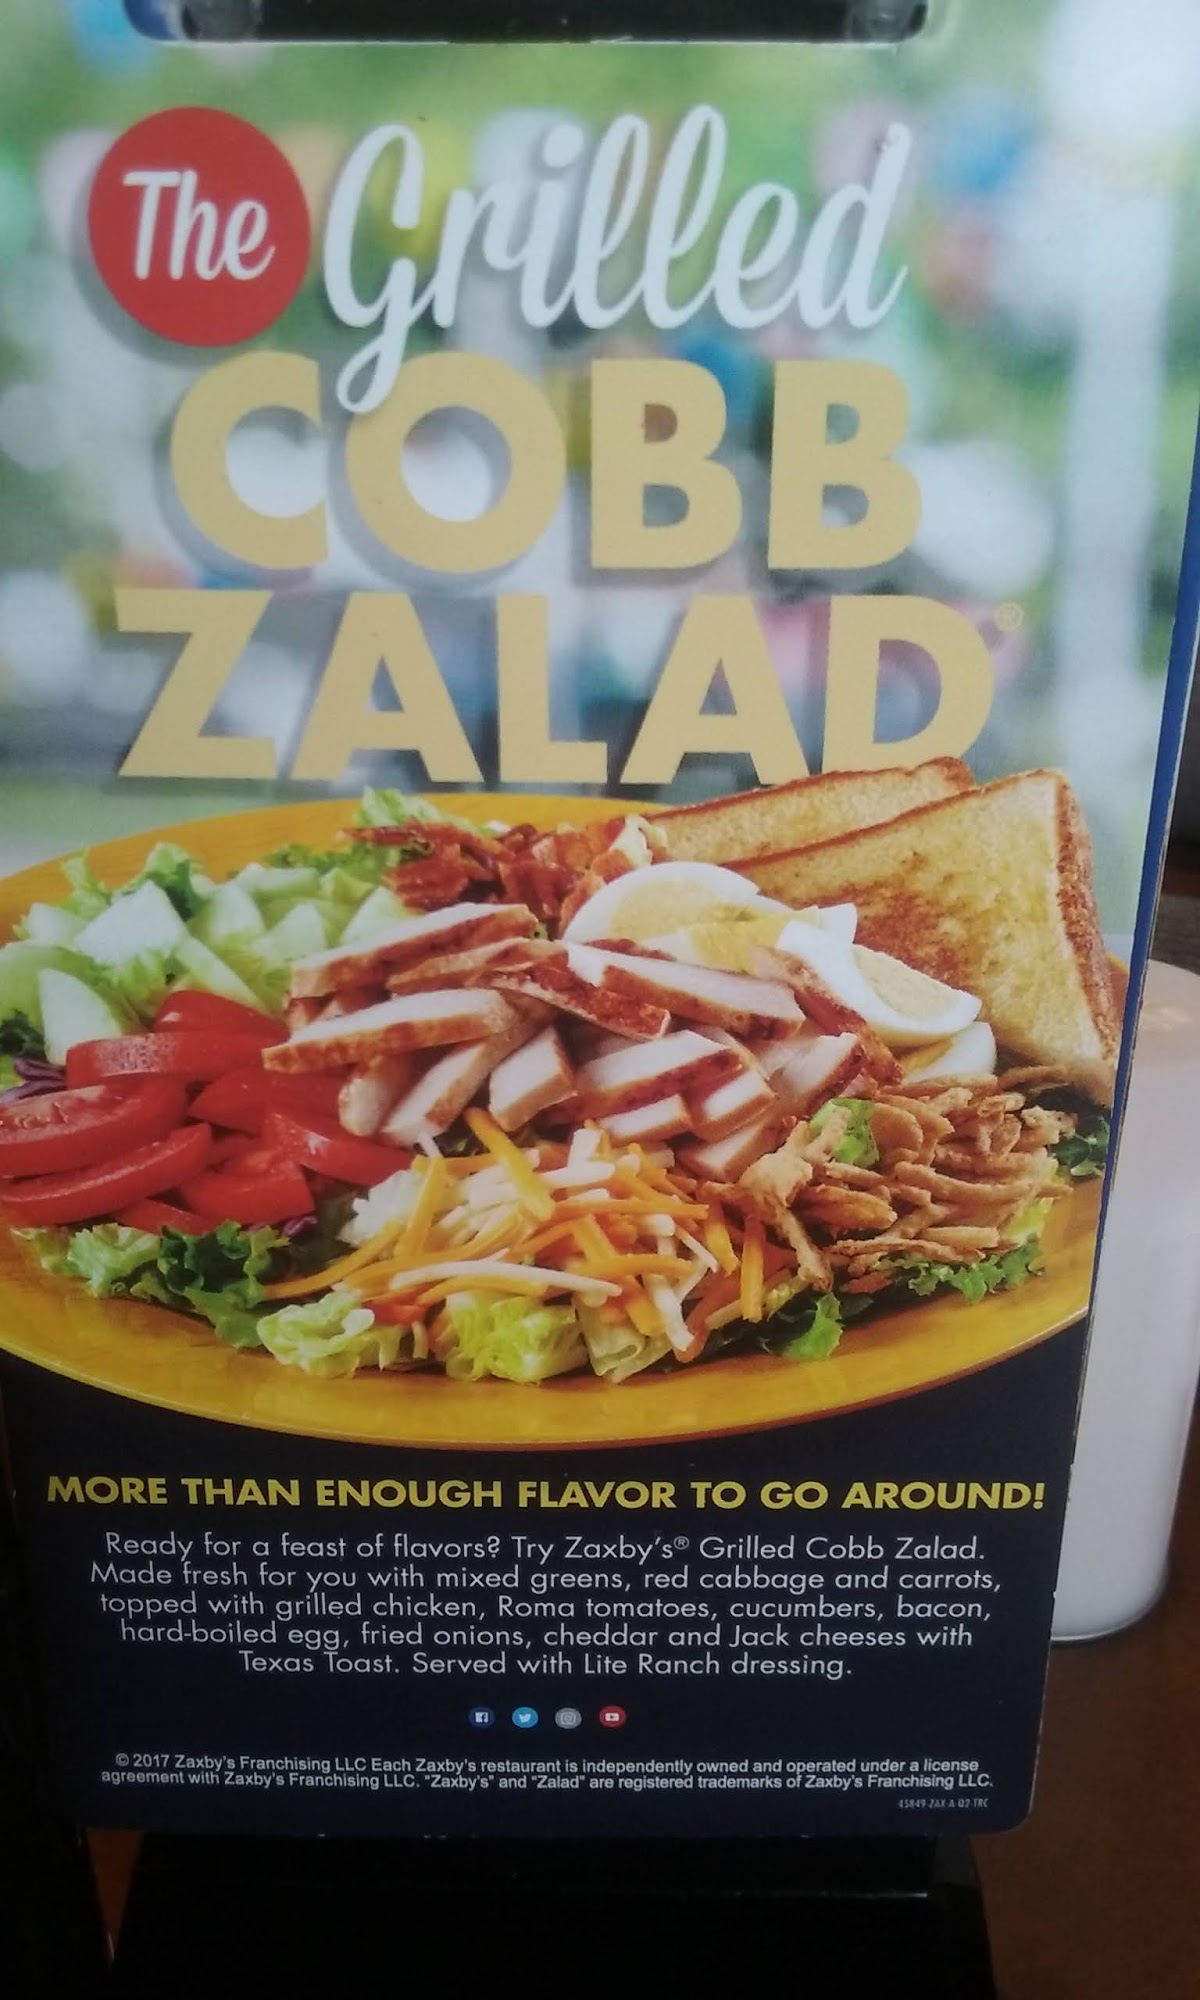 The Grilled
COBB
ZALAD®
MORE THAN ENOUGH FLAVOR TO GO AROUND!
Ready for a feast of flavors? Try Zaxby's® Grilled Cobb Zalad.
Made fresh for you with mixed greens, red cabbage and carrots,
topped with grilled chicken, Roma tomatoes, cucumbers, bacon,
hard-boiled egg, fried onions, cheddar and Jack cheeses with
Texas Toast. Served with Lite Ranch dressing.
© 2017 Zaxby's Franchising LLC Each Zaxby's restaurant is independently owned and operated under a license
agreement with Zaxby's Franchising LLC. "Zaxby's" and "Zalad" are registered trademarks of Zaxby's Franchising LLC.
45849-ZAX-A-02-TRC